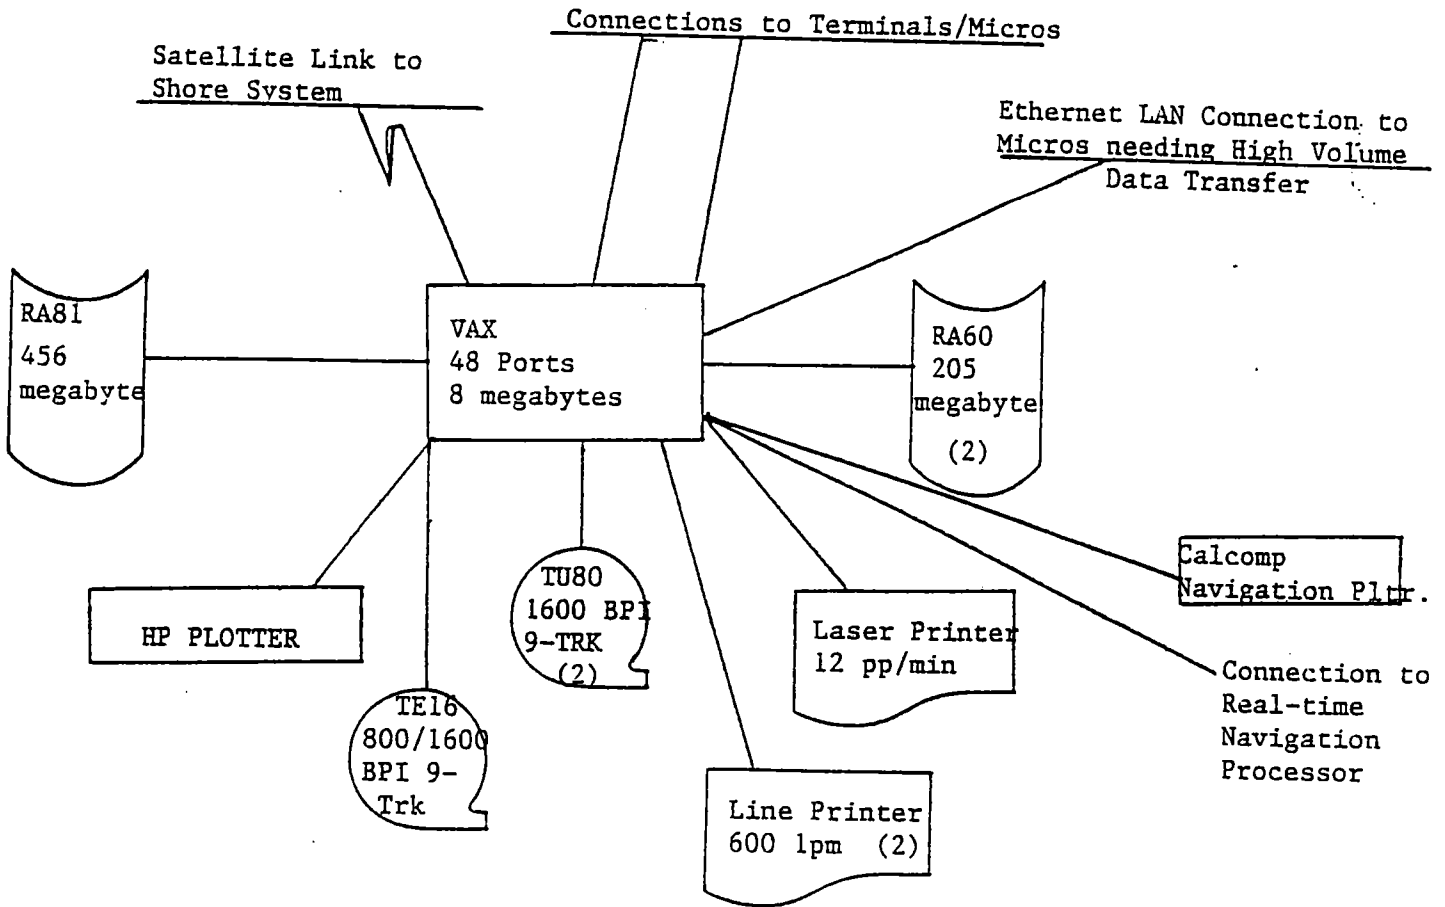 Connections to Terminals/Micros
Satellite Link to
Shore System
Ethernet LAN Connection to
Micros needing High Volume
Data Transfer
RA81
456
megabyte
VAX
48 Ports
8 megabytes
RA60
205
megabyte
(2)
HP PLOTTER
TE16
800/1600
BPI 9-
Trk
TU80
1600 BPI
9-TRK
(2)
Line Printer
600 lpm (2)
Laser Printer
12 pp/min
Calcomp
Navigation Pltr.
Connection to
Real-time
Navigation
Processor